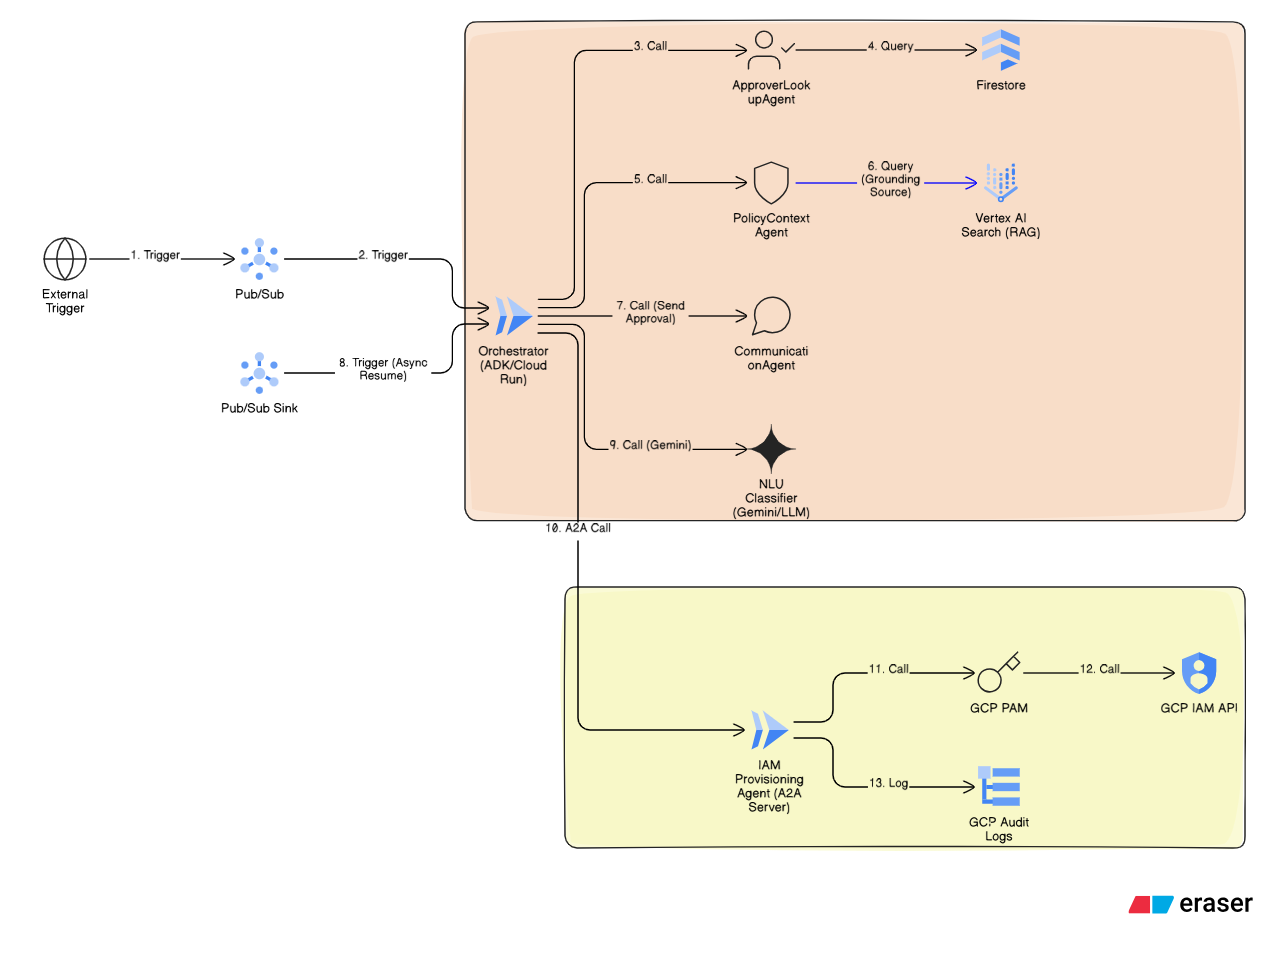 3. Call
4. Query
ApproverLook
upAgent
Firestore
5. Call
6. Query
(Grounding
Source)
PolicyContext
Agent
Vertex AI
Search (RAG)
1. Trigger
2. Trigger
External
Trigger
Pub/Sub
7. Call (Send
Approval)
Orchestrator
(ADK/Cloud
Run)
Communicati
onAgent
8. Trigger (Async
Resume)
Pub/Sub Sink
9. Call (Gemini)
NLU
Classifier
(Gemini/LLM)
10. A2A Call
11. Call
12. Call
GCP PAM
GCP IAM API
IAM
Provisioning
Agent (A2A
Server)
13. Log
GCP Audit
Logs
eraser